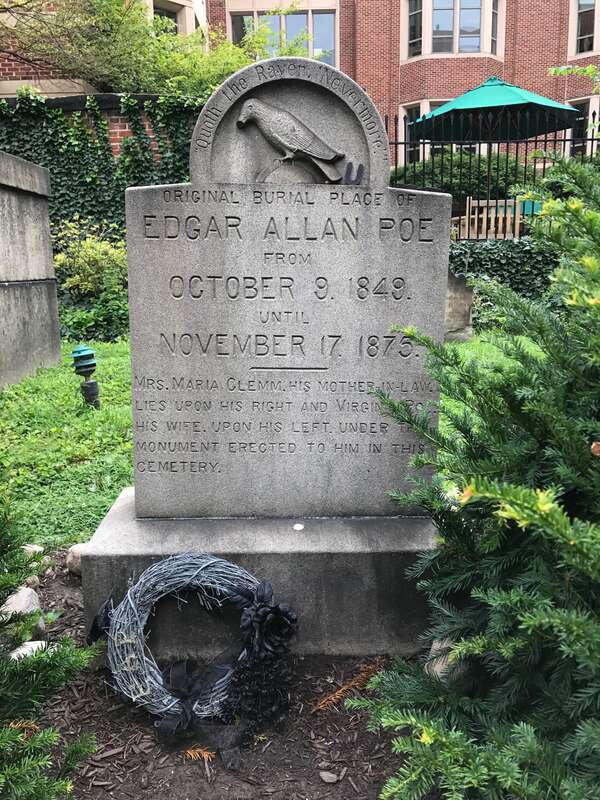 "Quoth the Raven, Nevermore."
ORIGINAL BURIAL PLACE OF
EDGAR ALLAN POE
FROM
OCTOBER 9. 1849.
UNTIL
NOVEMBER 17. 1875.
MRS. MARIA CLEMM, HIS MOTHER-IN-LAW,
LIES UPON HIS RIGHT AND VIRGINIA POE,
HIS WIFE, UPON HIS LEFT, UNDER THE
MONUMENT ERECTED TO HIM IN THIS
CEMETERY.